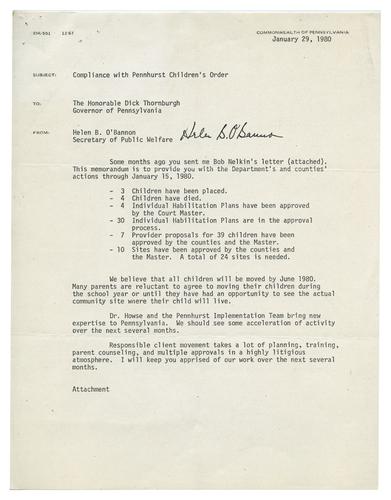 COMMONWEALTH OF PENNSYLVANIA
January 29, 1980
SUBJECT: Compliance with Pennhurst Children's Order
TO: The Honorable Dick Thornburgh
Governor of Pennsylvania
FROM: Helen B. O'Bannon
Secretary of Public Welfare
Helen B. O'Bannon
Some months ago you sent me Bob Nelkin's letter (attached).
This memorandum is to provide you with the Department's and counties'
actions through January 15, 1980.
- 3 Children have been placed.
- 4 Children have died.
- 4 Individual Habilitation Plans have been approved
by the Court Master.
- 30 Individual Habilitation Plans are in the approval
process.
- 7 Provider proposals for 39 children have been
approved by the counties and the Master.
- 10 Sites have been approved by the counties and
the Master. A total of 24 sites is needed.
We believe that all children will be moved by June 1980.
Many parents are reluctant to agree to moving their children during
the school year or until they have had an opportunity to see the actual
community site where their child will live.
Dr. Howse and the Pennhurst Implementation Team bring new
expertise to Pennsylvania. We should see some acceleration of activity
over the next several months.
Responsible client movement takes a lot of planning, training,
parent counseling, and multiple approvals in a highly litigious
atmosphere. I will keep you apprised of our work over the next several
months.
Attachment